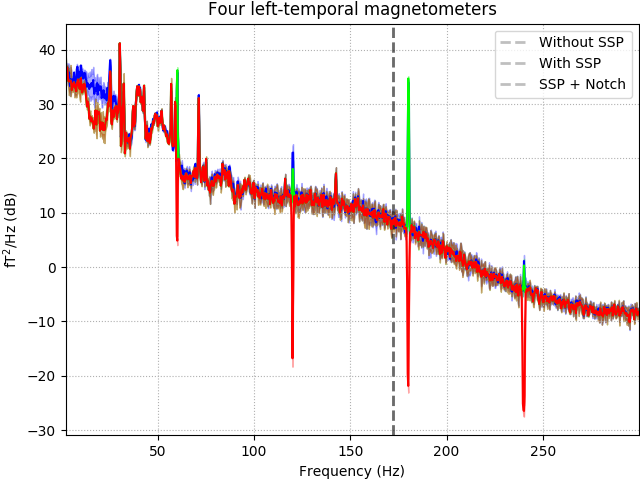 Four left-temporal magnetometers
Without SSP
With SSP
SSP + Notch
fT²/Hz (dB)
40
30
20
10
0
−10
−20
−30
50
100
150
200
250
Frequency (Hz)